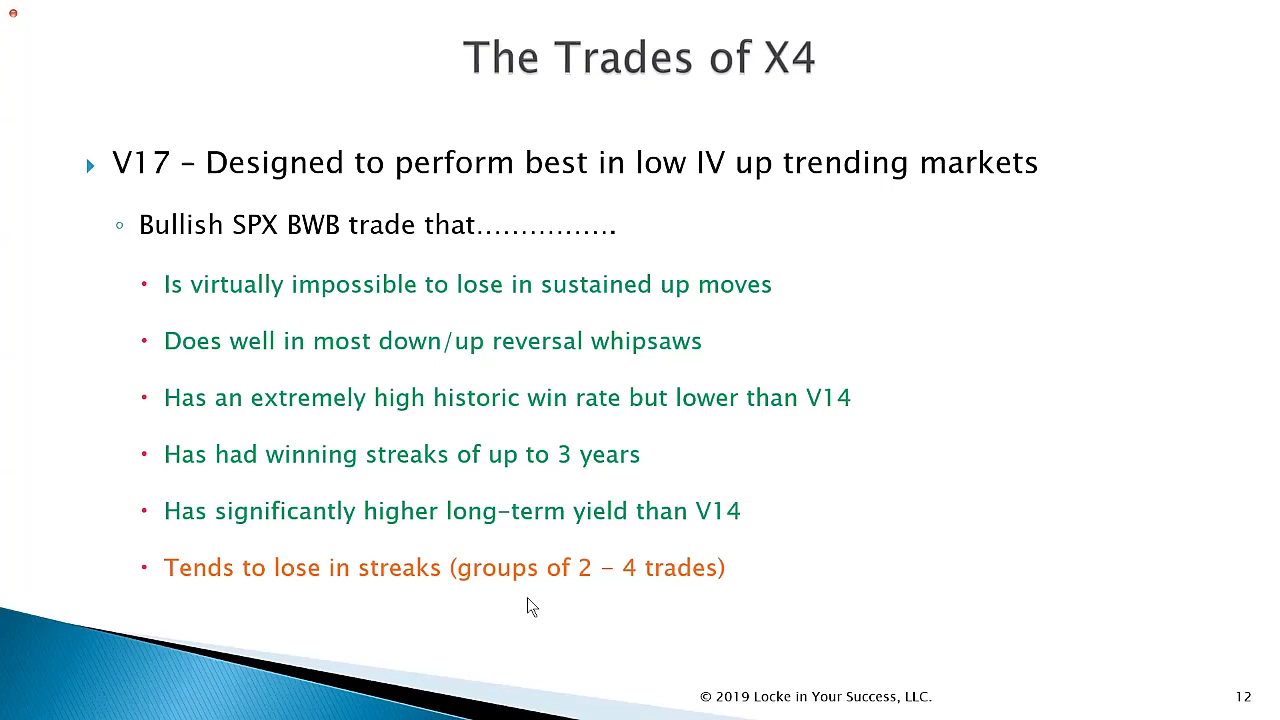 The Trades of X4
V17 – Designed to perform best in low IV up trending markets
Bullish SPX BWB trade that…………….
Is virtually impossible to lose in sustained up moves
Does well in most down/up reversal whipsaws
Has an extremely high historic win rate but lower than V14
Has had winning streaks of up to 3 years
Has significantly higher long-term yield than V14
Tends to lose in streaks (groups of 2 – 4 trades)
© 2019 Locke in Your Success, LLC.
12